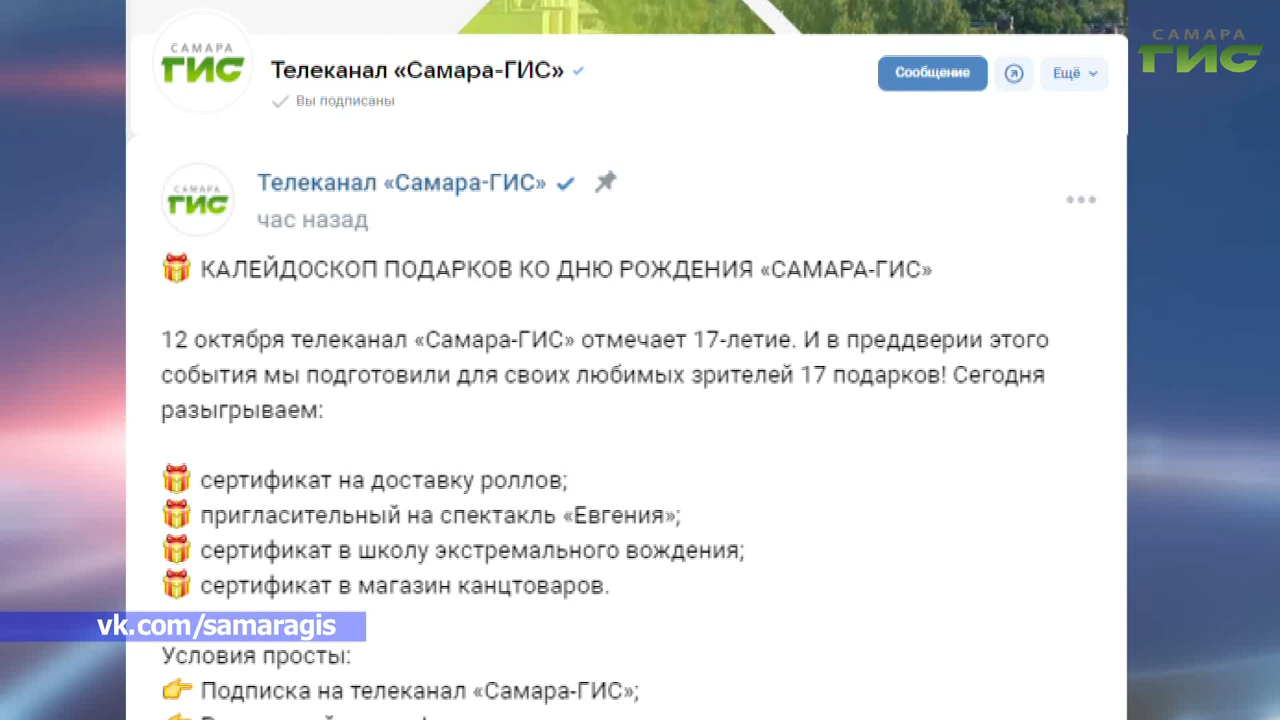 САМАРА
ГИС
Телеканал «Самара-ГИС»
Вы подписаны
Сообщение
Ещё
САМАРА
ГИС
САМАРА
ГИС
Телеканал «Самара-ГИС»
час назад
КАЛЕЙДОСКОП ПОДАРКОВ КО ДНЮ РОЖДЕНИЯ «САМАРА-ГИС»
12 октября телеканал «Самара-ГИС» отмечает 17-летие. И в преддверии этого
события мы подготовили для своих любимых зрителей 17 подарков! Сегодня
разыгрываем:
сертификат на доставку роллов;
пригласительный на спектакль «Евгения»;
сертификат в школу экстремального вождения;
сертификат в магазин канцтоваров.
vk.com/samaragis
Условия просты:
Подписка на телеканал «Самара-ГИС»;